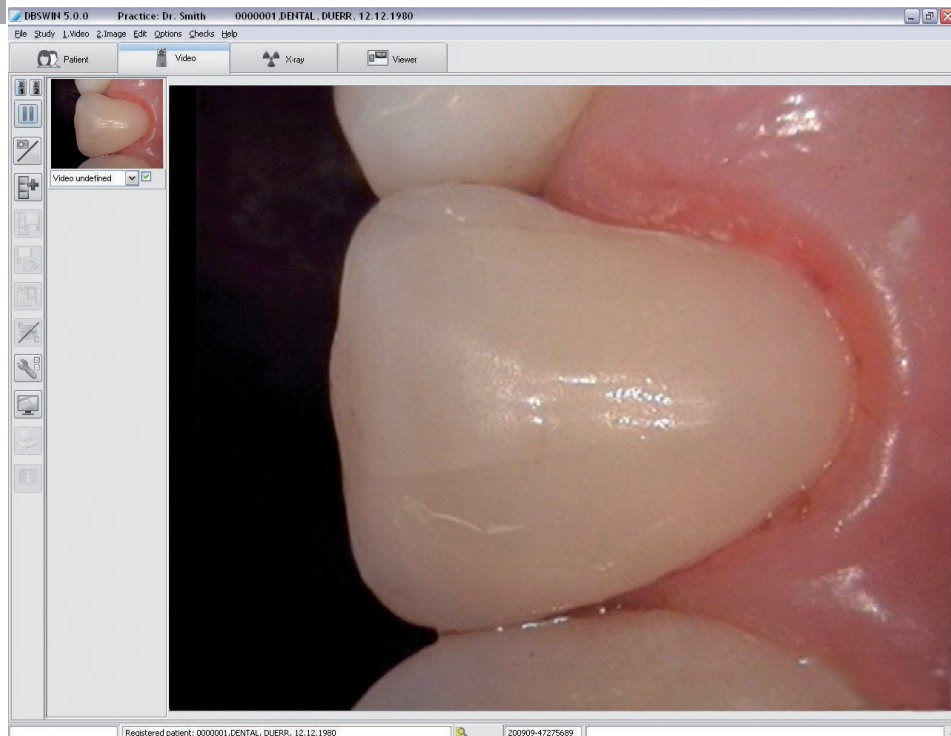 DBSWIN 5.0.0 Practice: Dr. Smith 0000001,DENTAL, DUERR, 12.12.1980
File Study 1.Video 2.Image Edit Options Checks Help
Patient Video X-ray Viewer
1 2
Video undefined
Registered patient: 0000001,DENTAL, DUERR, 12.12.1980 200909-47275689